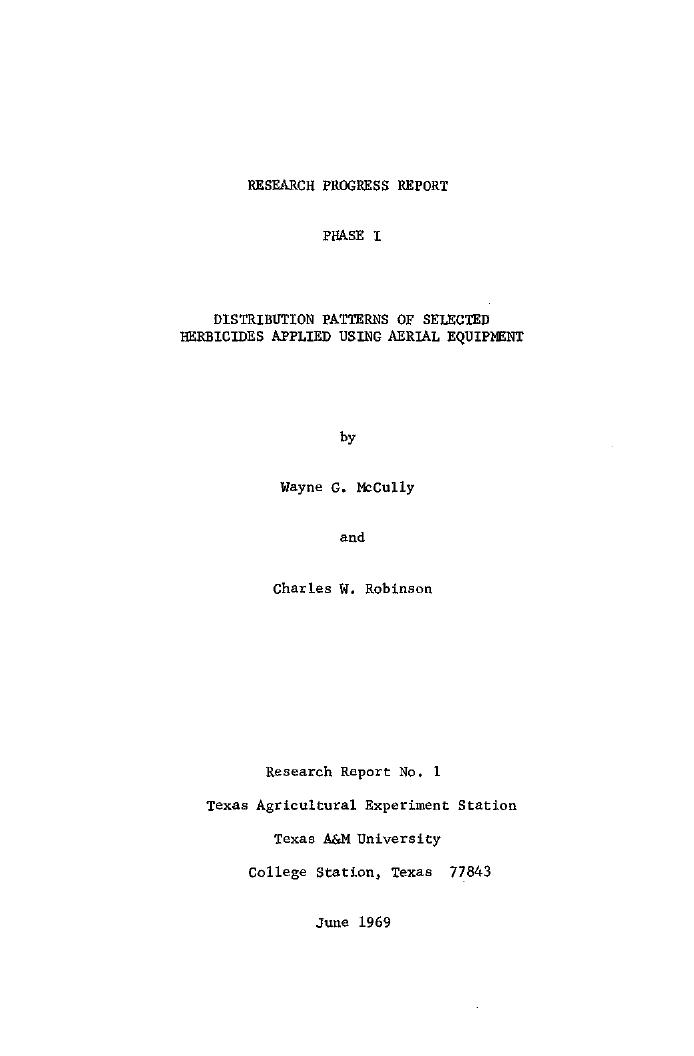 RESEARCH PROGRESS REPORT
PHASE I
DISTRIBUTION PATTERNS OF SELECTED
HERBICIDES APPLIED USING AERIAL EQUIPMENT
by
Wayne G. McCully
and
Charles W. Robinson
Research Report No. 1
Texas Agricultural Experiment Station
Texas A&M University
College Station, Texas 77843
June 1969